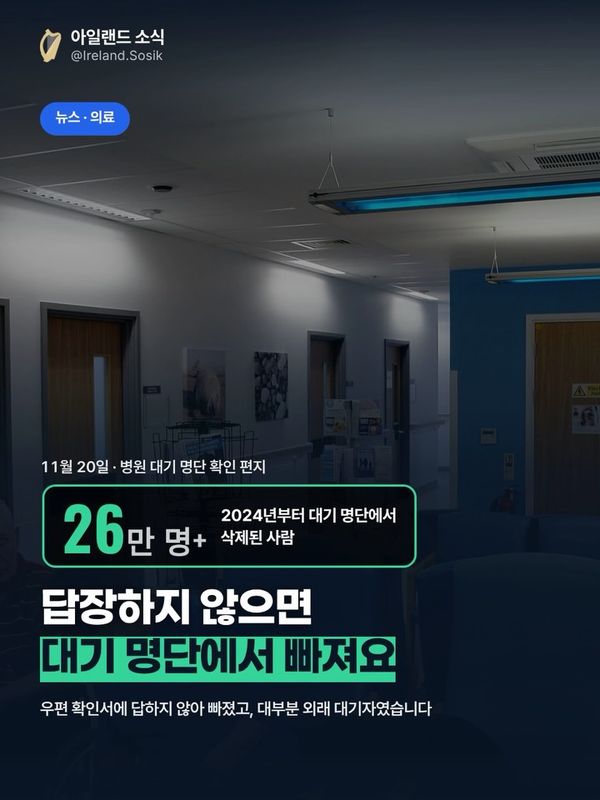 아일랜드 소식
@Ireland.Sosik
뉴스 · 의료
11월 20일 · 병원 대기 명단 확인 편지
26만 명+
2024년부터 대기 명단에서
삭제된 사람
답장하지 않으면
대기 명단에서 빠져요
우편 확인서에 답하지 않아 빠졌고, 대부분 외래 대기자였습니다